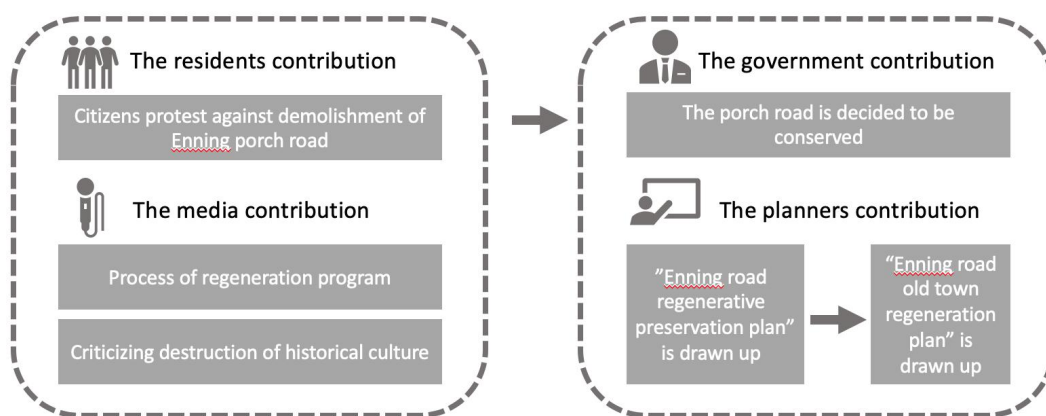 The residents contribution
Citizens protest against demolishment of
Enning porch road
The media contribution
Process of regeneration program
Criticizing destruction of historical culture
The government contribution
The porch road is decided to be
conserved
The planners contribution
”Enning road
regenerative
preservation plan”
is drawn up
“Enning road
old town
regeneration
plan” is
drawn up